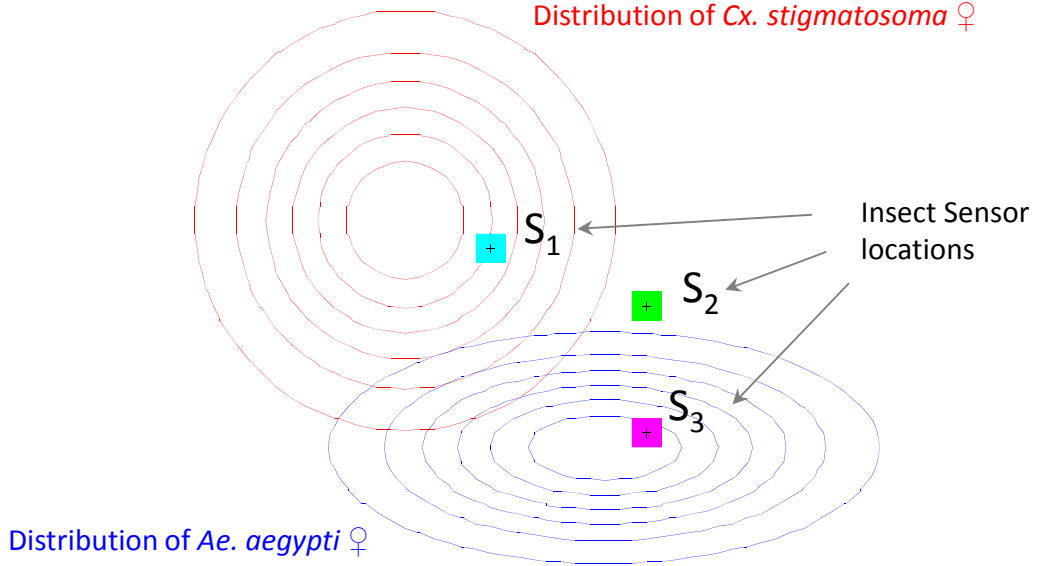 Distribution of Cx. stigmatosoma ♀
S1
Insect Sensor
locations
S2
S3
Distribution of Ae. aegypti ♀